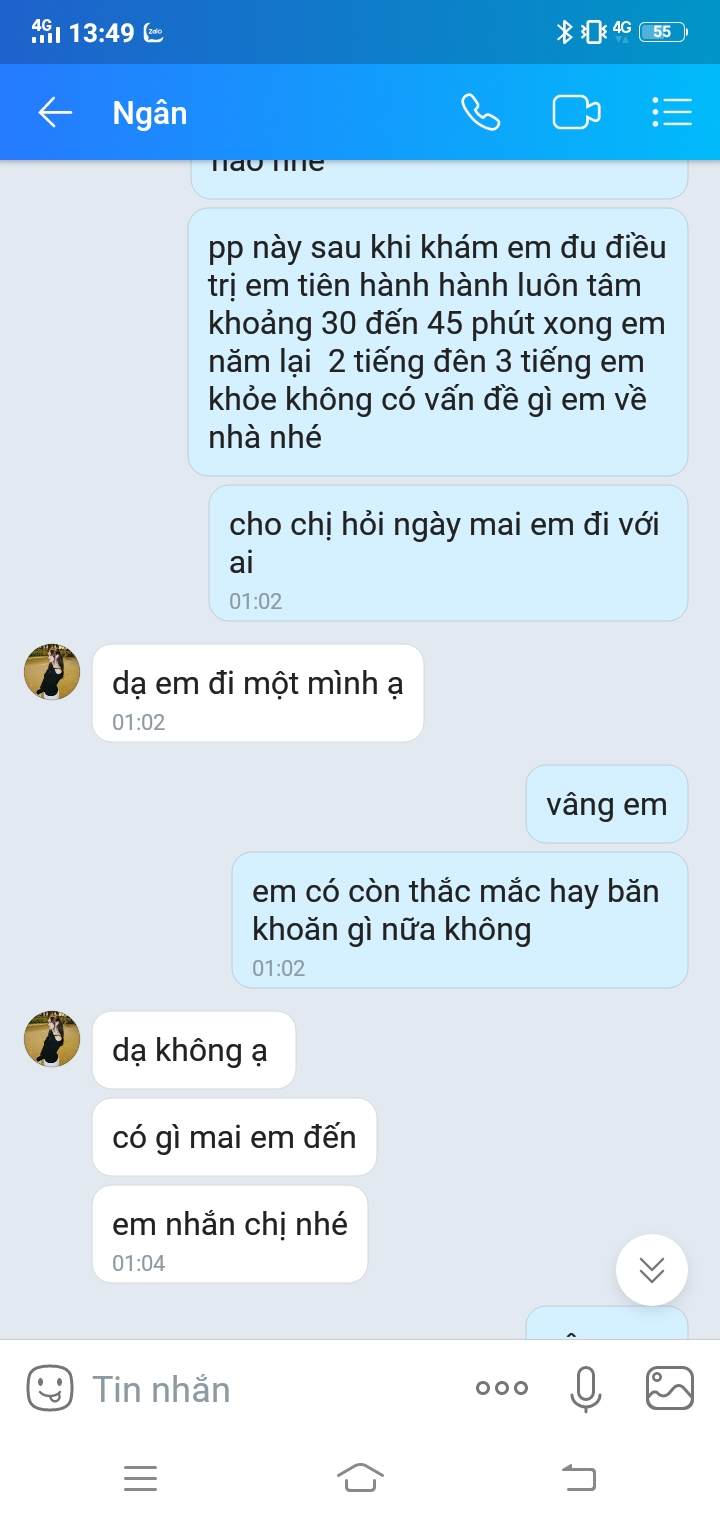 4G 13:49 Zalo 4G 55
Ngân
nào nhé
pp này sau khi khám em đu điều
trị em tiên hành hành luôn tâm
khoảng 30 đến 45 phút xong em
năm lại 2 tiếng đên 3 tiếng em
khỏe không có vấn đề gì em về
nhà nhé
cho chị hỏi ngày mai em đi với
ai
01:02
dạ em đi một mình ạ
01:02
vâng em
em có còn thắc mắc hay băn
khoăn gì nữa không
01:02
dạ không ạ
có gì mai em đến
em nhắn chị nhé
01:04
Tin nhắn